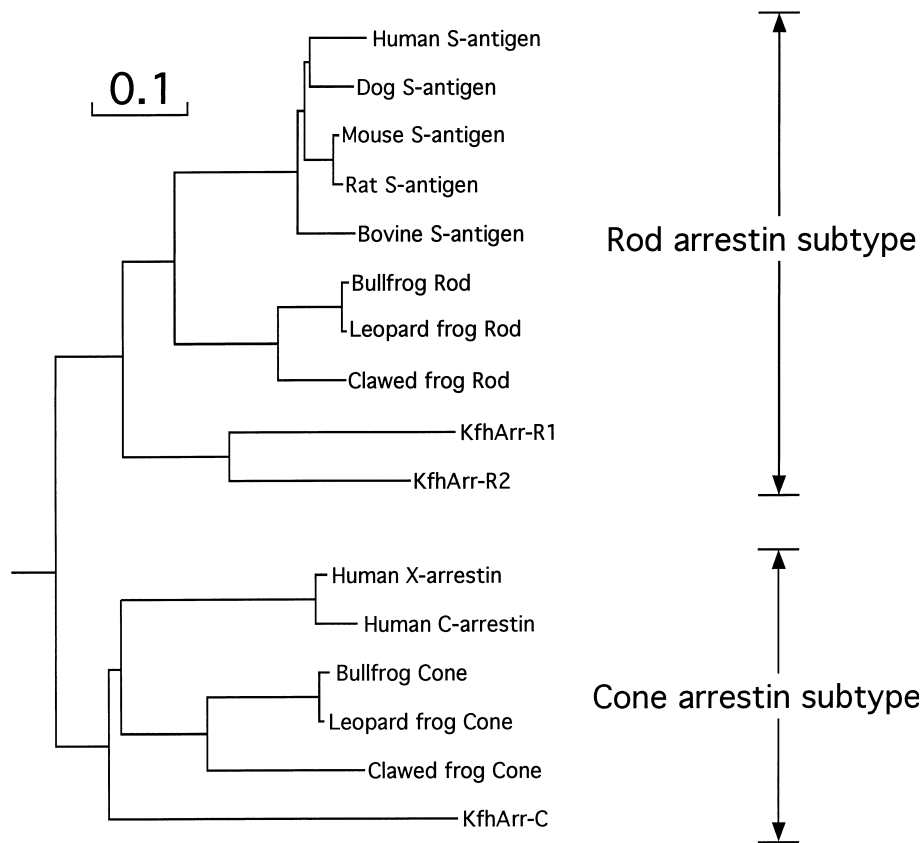 Human S-antigen
0.1
Dog S-antigen
Mouse S-antigen
Rat S-antigen
Bovine S-antigen
Rod arrestin subtype
Bullfrog Rod
Leopard frog Rod
Clawed frog Rod
KfhArr-R1
KfhArr-R2
Human X-arrestin
Human C-arrestin
Bullfrog Cone
Cone arrestin subtype
Leopard frog Cone
Clawed frog Cone
KfhArr-C